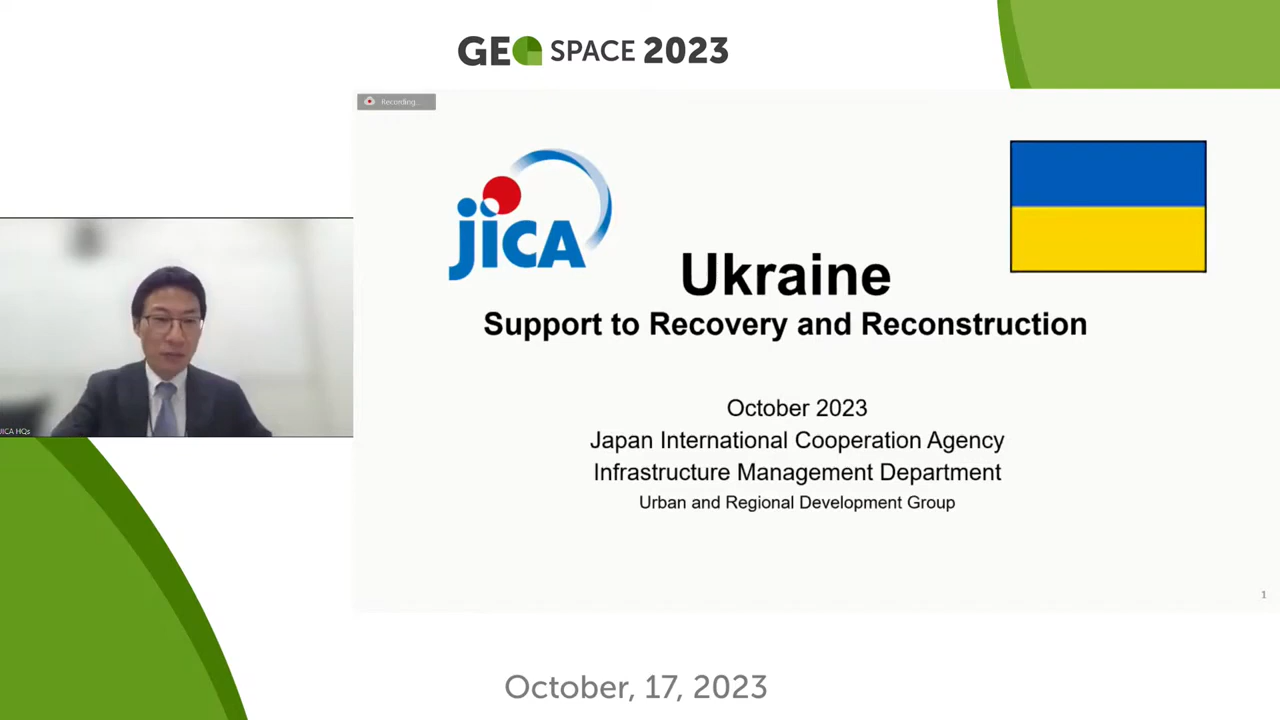 GEO SPACE 2023
Recording...
JICA
Ukraine
Support to Recovery and Reconstruction
October 2023
Japan International Cooperation Agency
Infrastructure Management Department
Urban and Regional Development Group
JICA HQs
1
October, 17, 2023